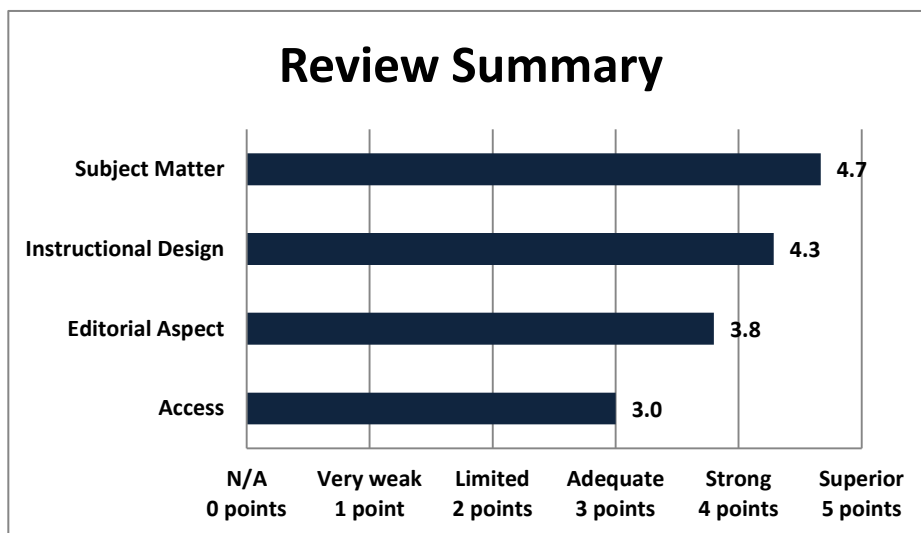 Review Summary
Subject Matter
4.7
Instructional Design
4.3
Editorial Aspect
3.8
Access
3.0
N/A Very weak Limited Adequate Strong Superior
0 points 1 point 2 points 3 points 4 points 5 points